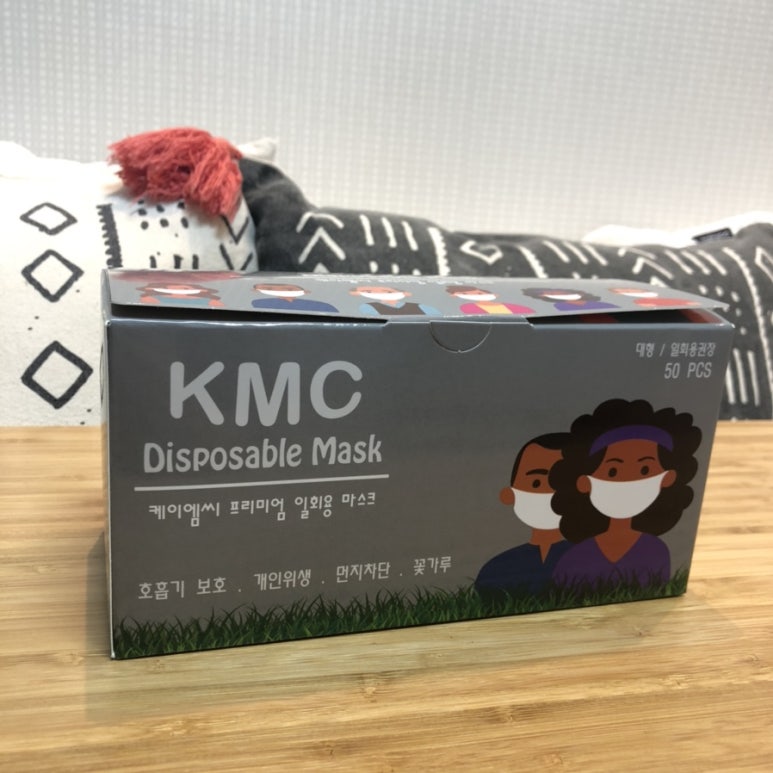 대형 / 일회용권장
50 PCS
KMC
Disposable Mask
케이엠씨 프리미엄 일회용 마스크
호흡기 보호 . 개인위생 . 먼지차단 . 꽃가루